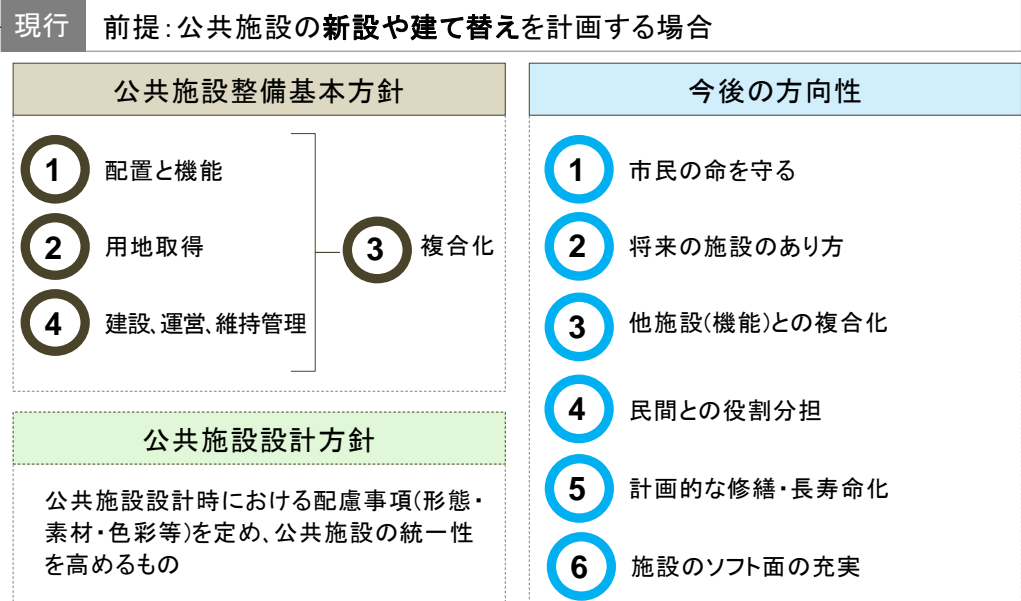 現行
前提:公共施設の新設や建て替えを計画する場合
公共施設整備基本方針
1 配置と機能
2 用地取得
3 複合化
4 建設、運営、維持管理
公共施設設計方針
公共施設設計時における配慮事項(形態・
素材・色彩等)を定め、公共施設の統一性
を高めるもの
今後の方向性
1 市民の命を守る
2 将来の施設のあり方
3 他施設(機能)との複合化
4 民間との役割分担
5 計画的な修繕・長寿命化
6 施設のソフト面の充実